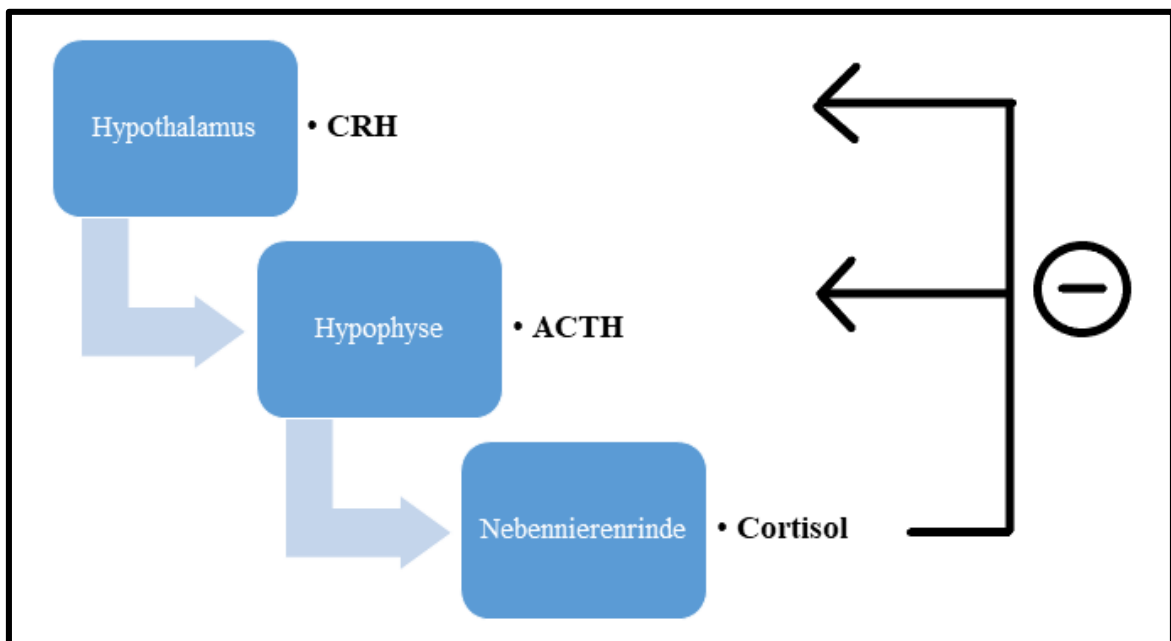 Hypothalamus
• CRH
Hypophyse
• ACTH
Nebennierenrinde
• Cortisol
−